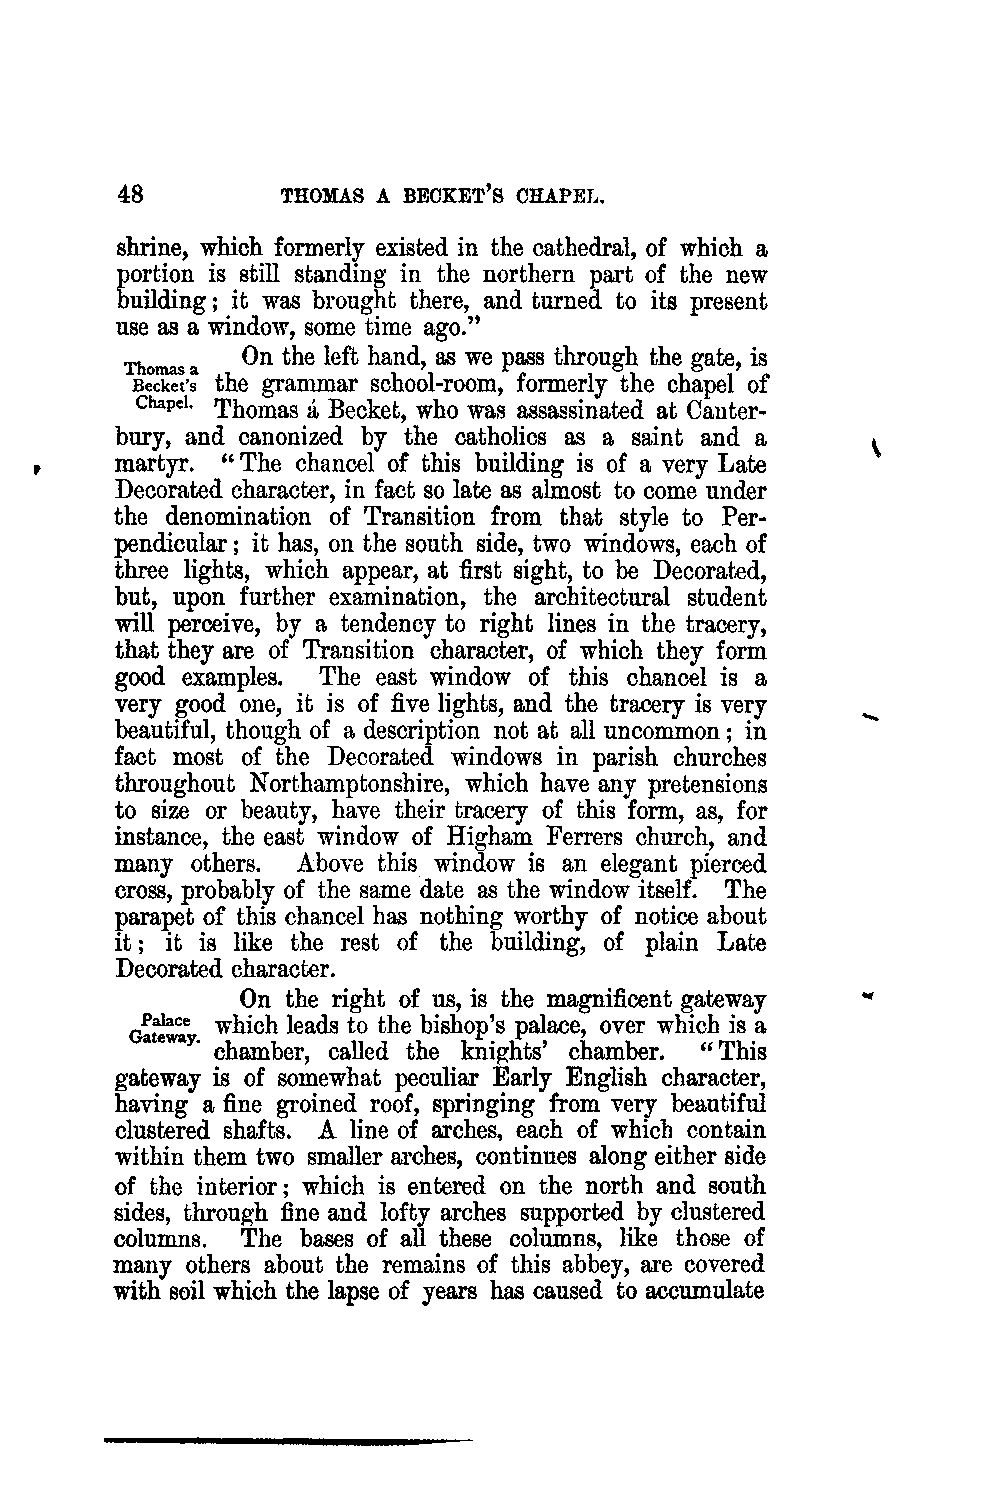 48 THOMAS A BECKET'S CHAPEL.
shrine, which formerly existed in the cathedral, of which a
portion is still standing in the northern part of the new
building; it was brought there, and turned to its present
use as a window, some time ago."
On the left hand, as we pass through the gate, is
Thomas a
Becket's
Chapel.
the grammar school-room, formerly the chapel of
Thomas á Becket, who was assassinated at Canter-
bury, and canonized by the catholics as a saint and a
martyr. "The chancel of this building is of a very Late
Decorated character, in fact so late as almost to come under
the denomination of Transition from that style to Per-
pendicular; it has, on the south side, two windows, each of
three lights, which appear, at first sight, to be Decorated,
but, upon further examination, the architectural student
will perceive, by a tendency to right lines in the tracery,
that they are of Transition character, of which they form
good examples. The east window of this chancel is a
very good one, it is of five lights, and the tracery is very
beautiful, though of a description not at all uncommon; in
fact most of the Decorated windows in parish churches
throughout Northamptonshire, which have any pretensions
to size or beauty, have their tracery of this form, as, for
instance, the east window of Higham Ferrers church, and
many others. Above this window is an elegant pierced
cross, probably of the same date as the window itself. The
parapet of this chancel has nothing worthy of notice about
it; it is like the rest of the building, of plain Late
Decorated character.
On the right of us, is the magnificent gateway
Palace
Gateway.
which leads to the bishop's palace, over which is a
chamber, called the knights' chamber. "This
gateway is of somewhat peculiar Early English character,
having a fine groined roof, springing from very beautiful
clustered shafts. A line of arches, each of which contain
within them two smaller arches, continues along either side
of the interior; which is entered on the north and south
sides, through fine and lofty arches supported by clustered
columns. The bases of all these columns, like those of
many others about the remains of this abbey, are covered
with soil which the lapse of years has caused to accumulate